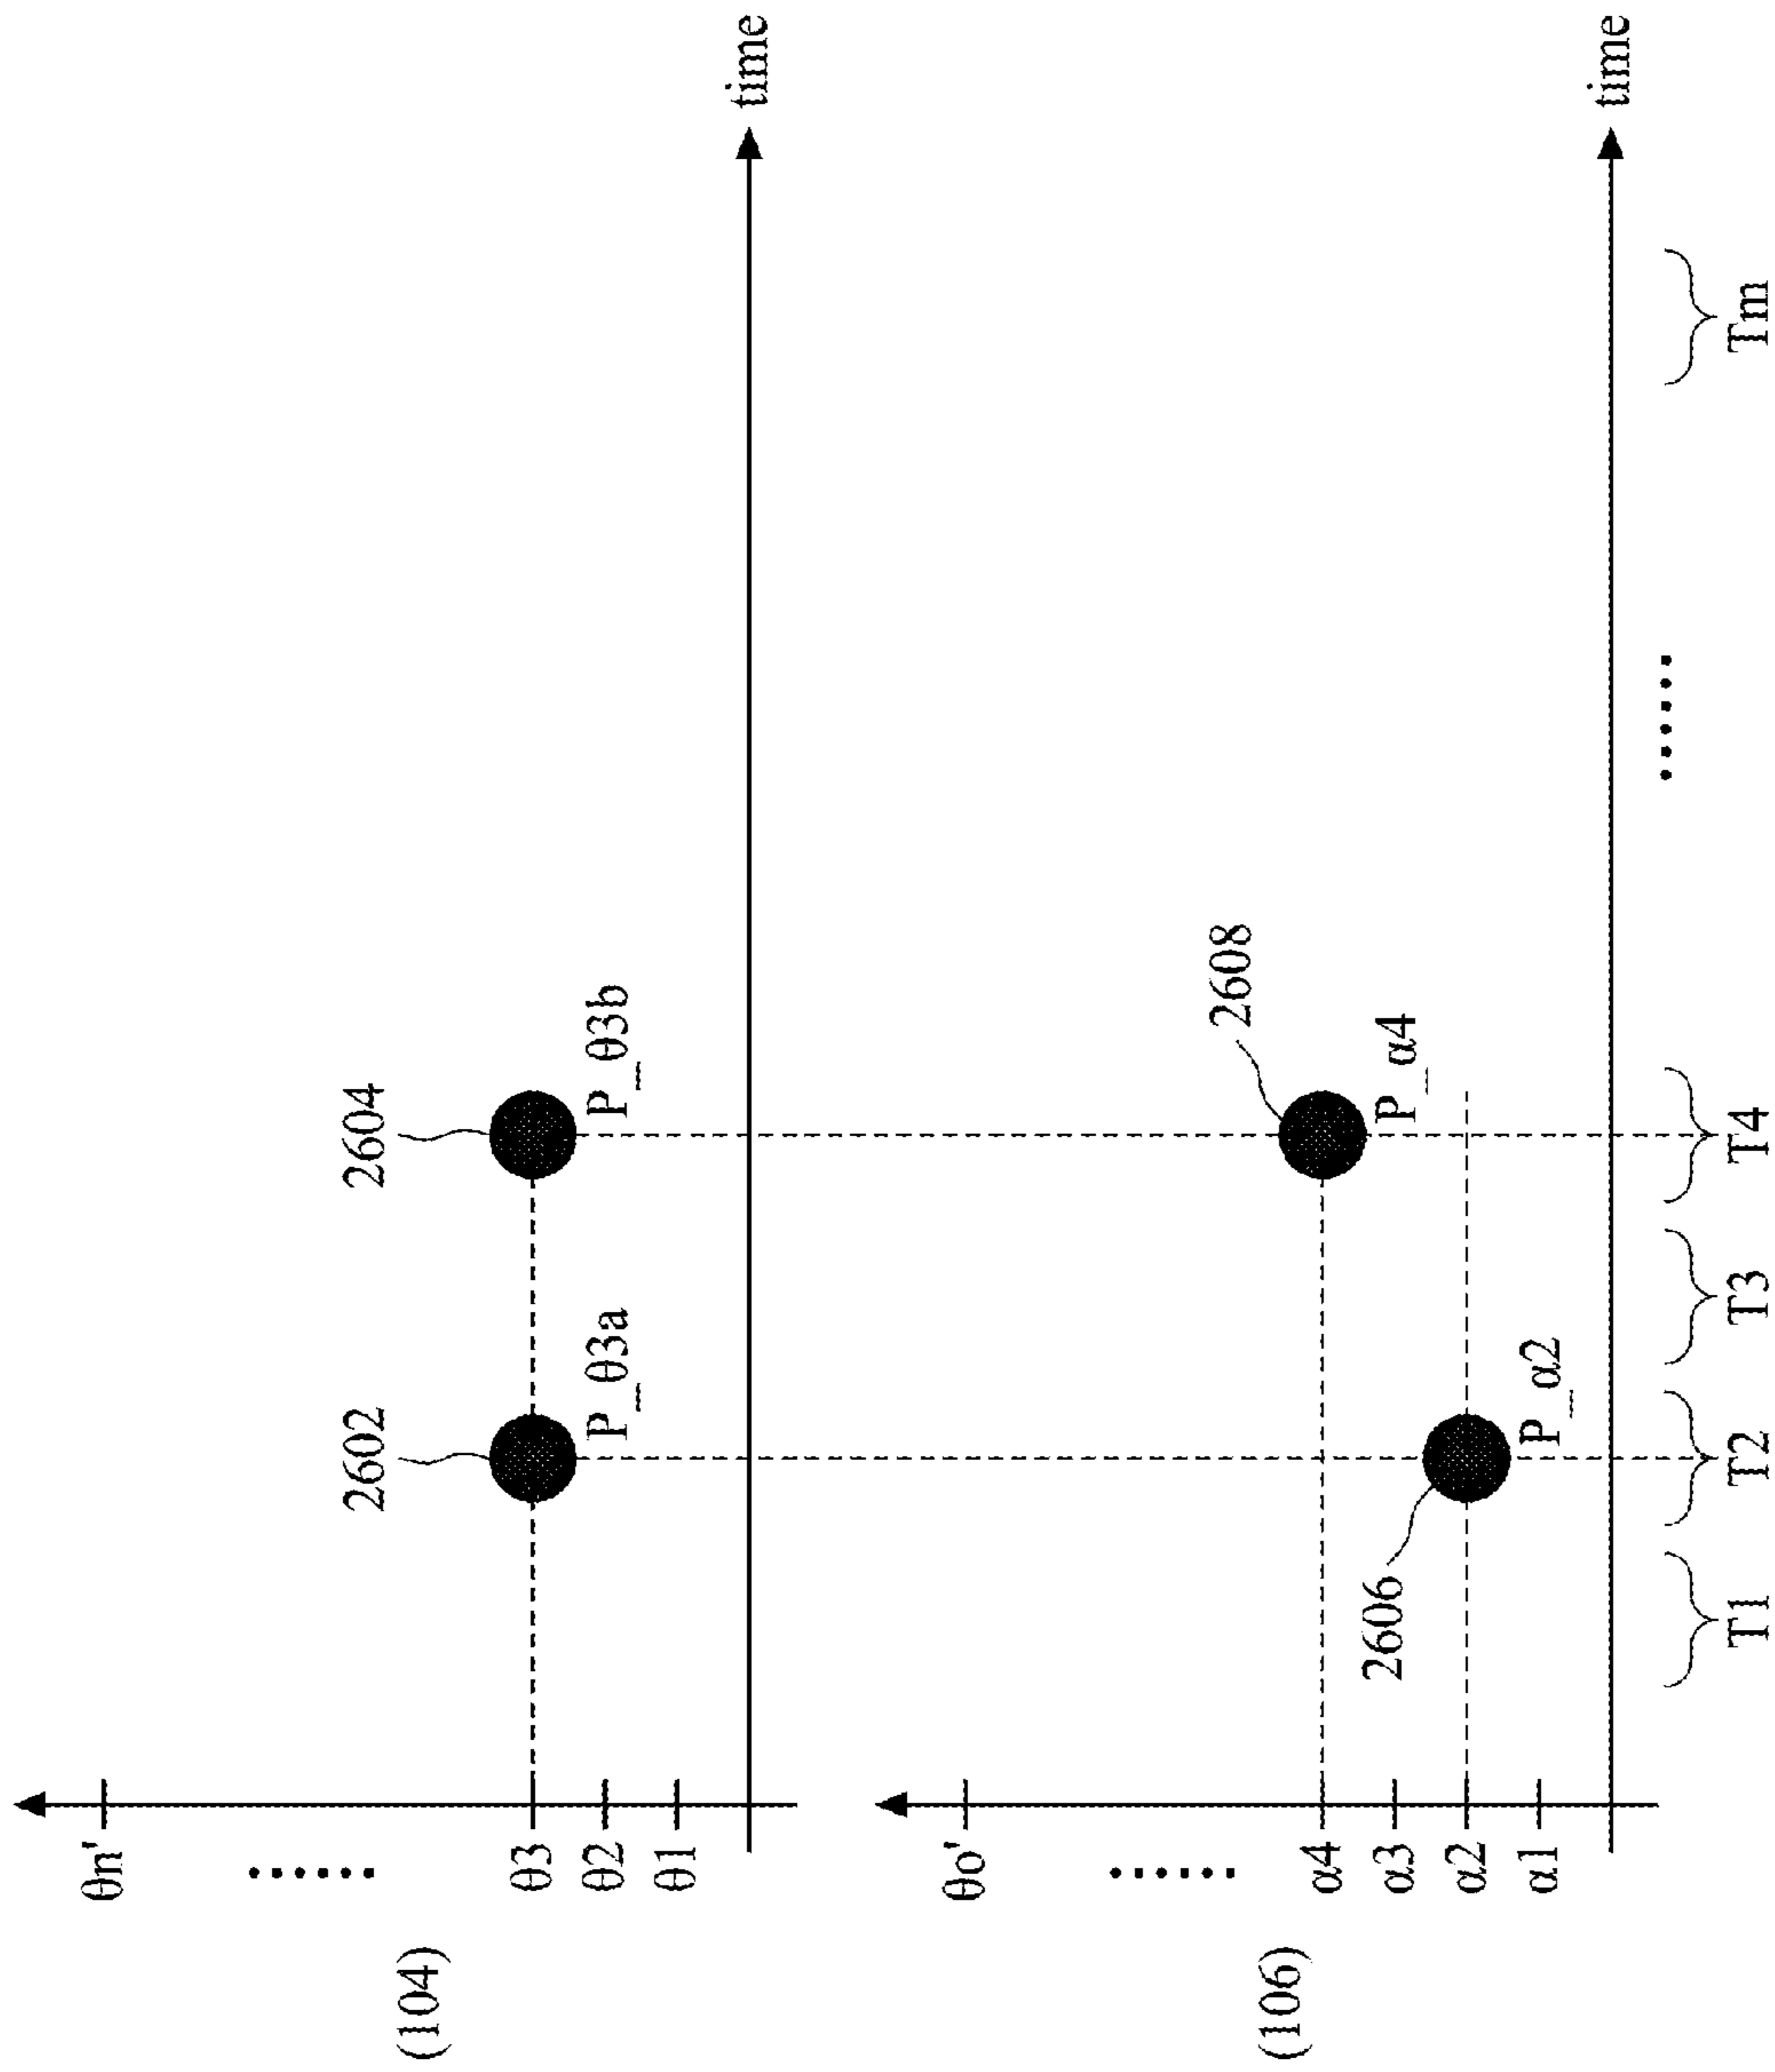 (104)
θn'
θ3
θ2
θ1
2602
2604
P_θ3a
P_θ3b
time
(106)
θo'
α4
α3
α2
α1
2606
2608
P_α2
P_α4
time
T1
T2
T3
T4
Tm